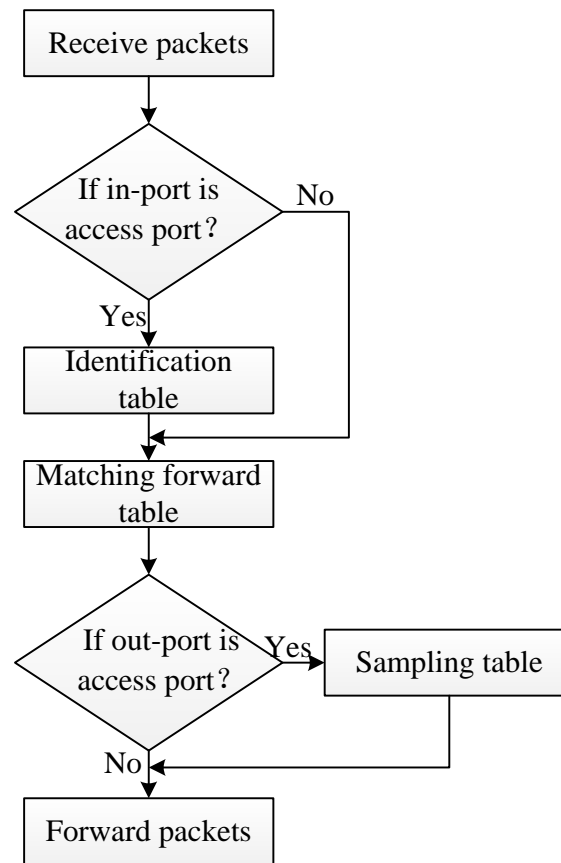 Receive packets
If in-port is
access port？
No
Yes
Identification
table
Matching forward
table
If out-port is
access port?
Yes
Sampling table
No
Forward packets